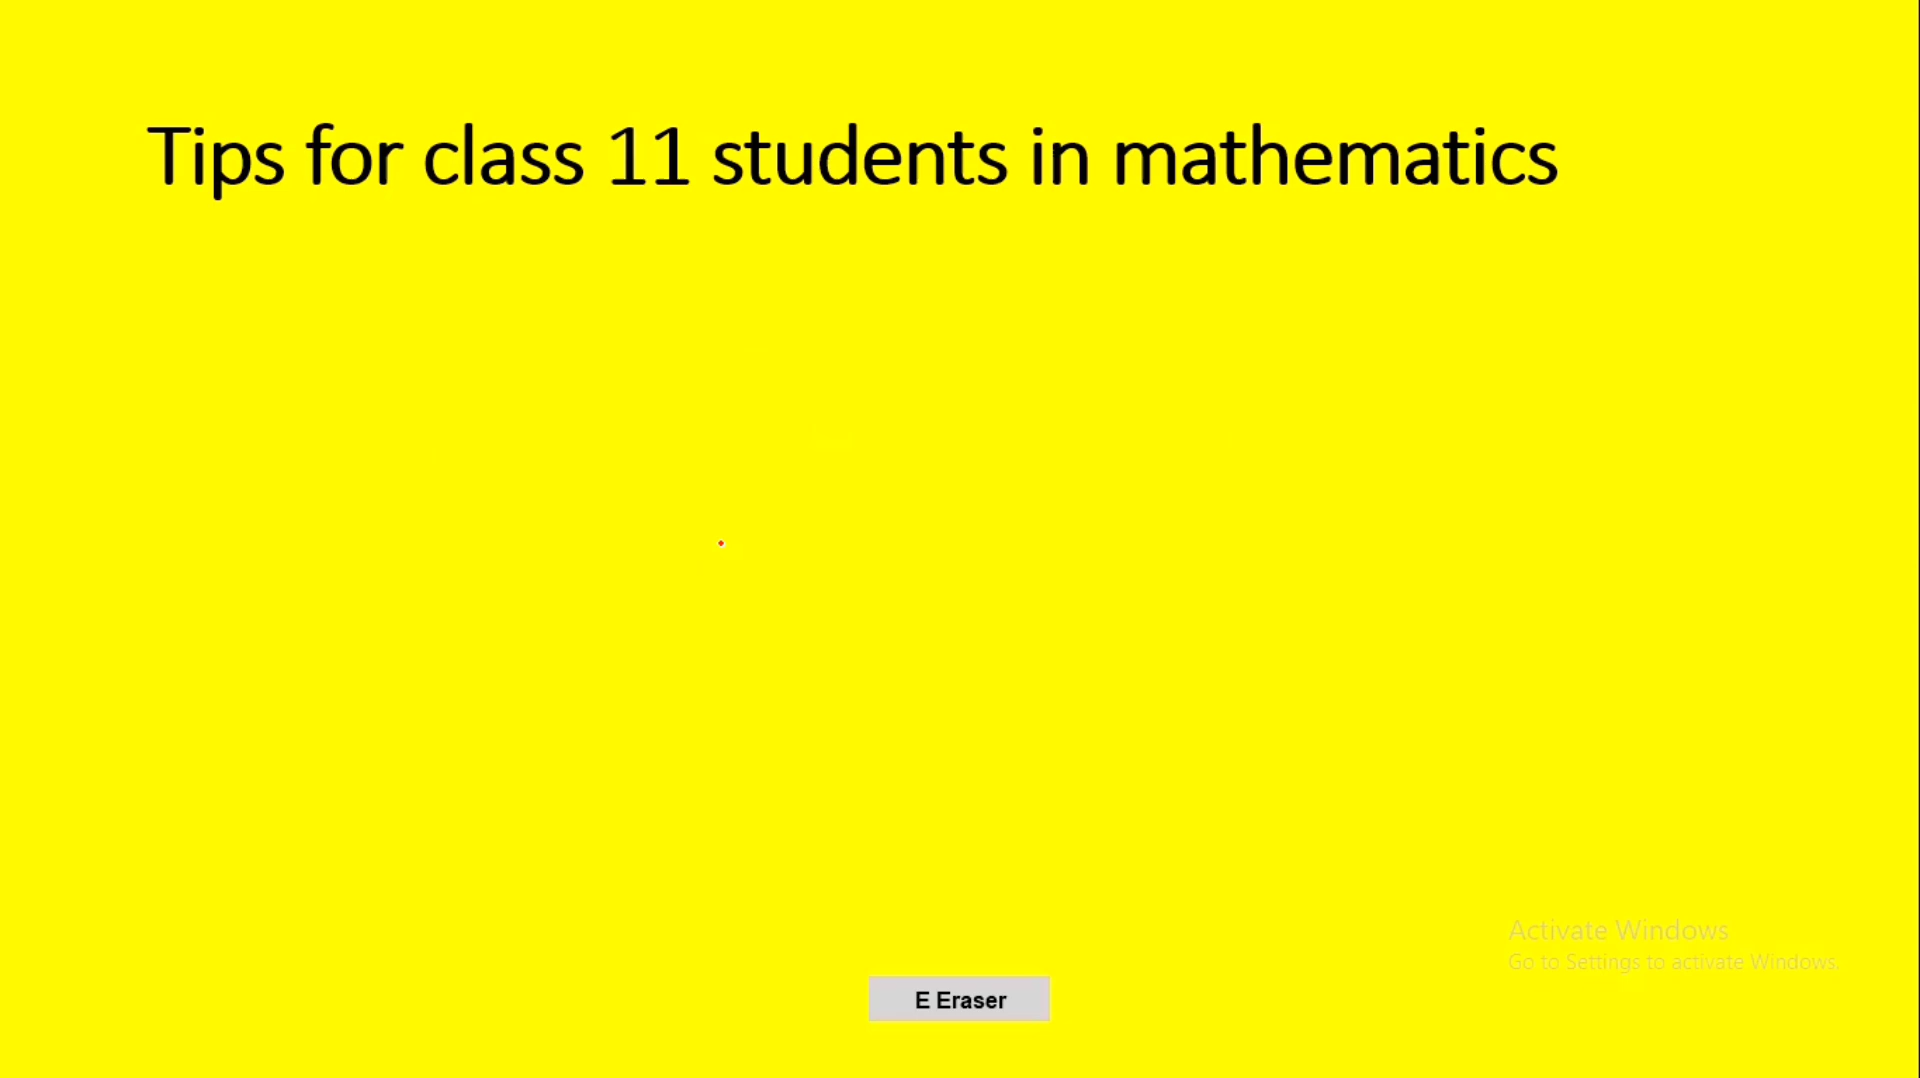 Tips for class 11 students in mathematics
Activate Windows
Go to Settings to activate Windows.
E Eraser